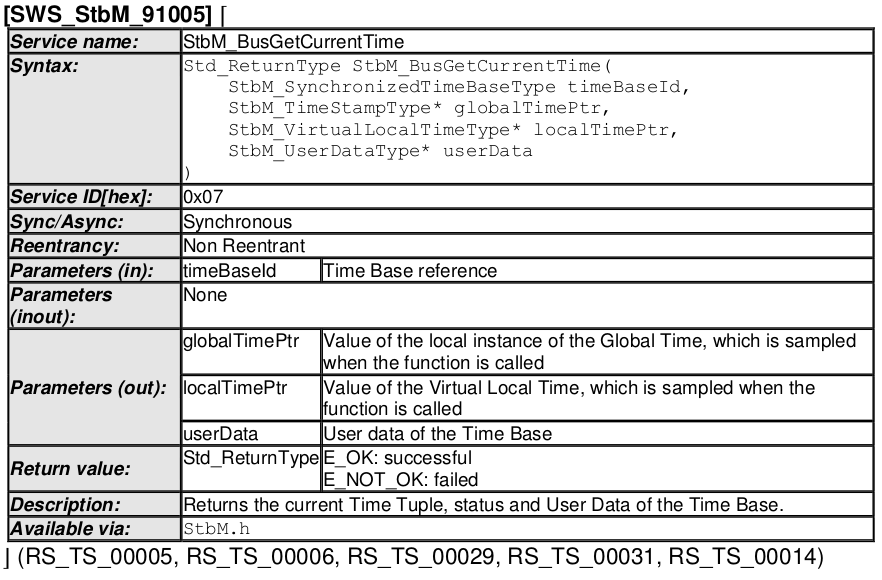 [SWS_StbM_91005] ⌈
Service name: StbM_BusGetCurrentTime
Syntax: Std_ReturnType StbM_BusGetCurrentTime(
StbM_SynchronizedTimeBaseType timeBaseId,
StbM_TimeStampType* globalTimePtr,
StbM_VirtualLocalTimeType* localTimePtr,
StbM_UserDataType* userData
)
Service ID[hex]: 0x07
Sync/Async: Synchronous
Reentrancy: Non Reentrant
Parameters (in): timeBaseId Time Base reference
Parameters None
(inout):
globalTimePtr Value of the local instance of the Global Time, which is sampled
when the function is called
Parameters (out): localTimePtr Value of the Virtual Local Time, which is sampled when the
function is called
userData User data of the Time Base
Return value: Std_ReturnType E_OK: successful
E_NOT_OK: failed
Description: Returns the current Time Tuple, status and User Data of the Time Base.
Available via: StbM.h
⌋ (RS_TS_00005, RS_TS_00006, RS_TS_00029, RS_TS_00031, RS_TS_00014)